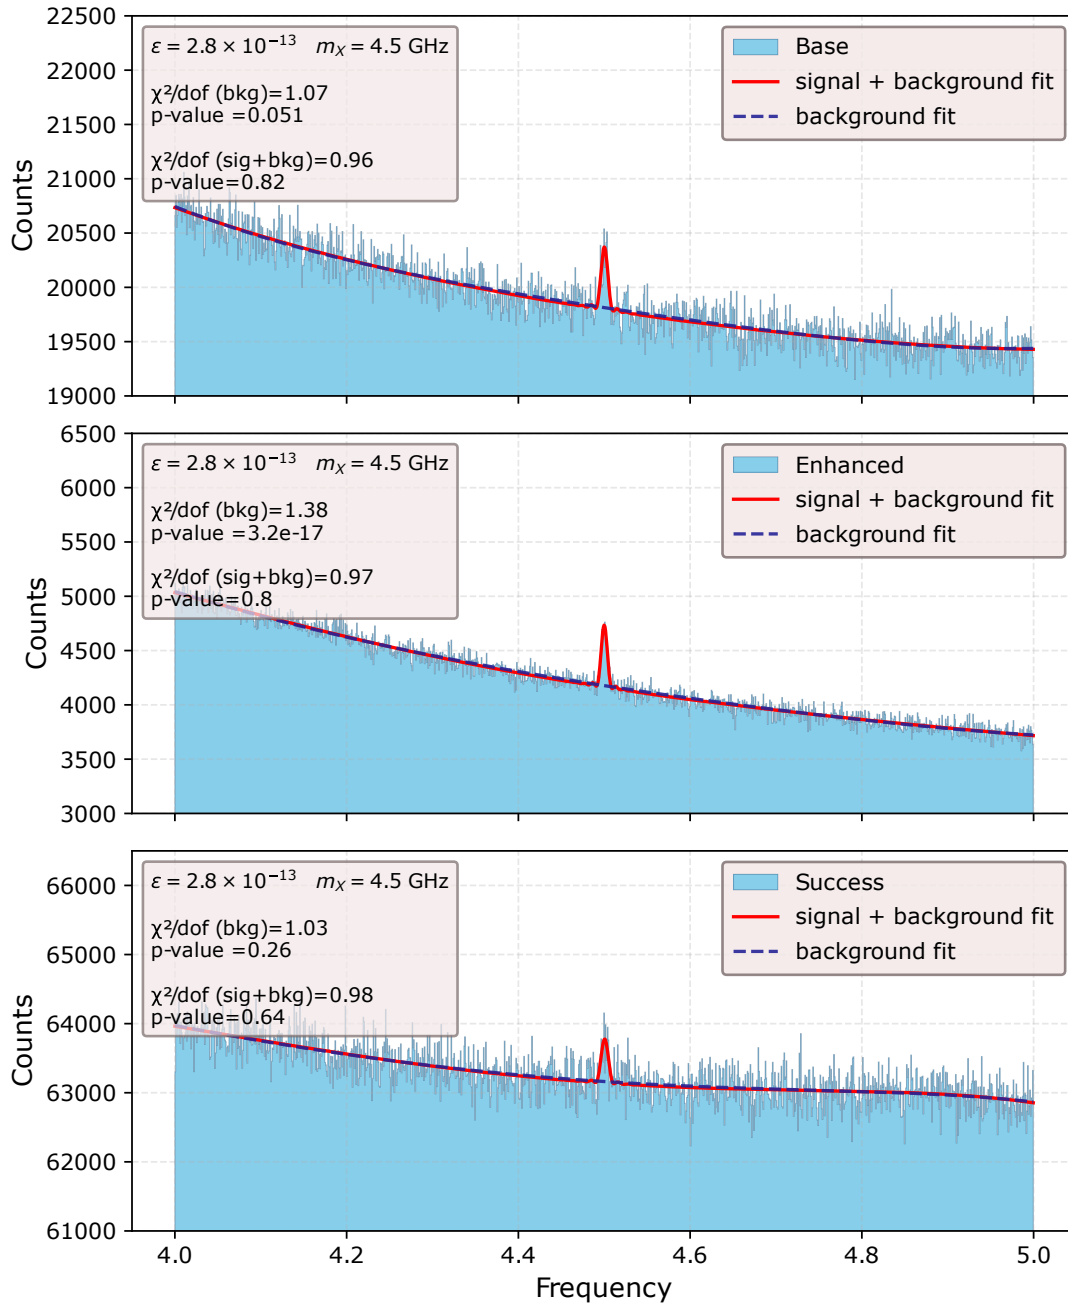 22500
22000
21500
21000
20500
20000
19500
19000
Counts
ε = 2.8 × 10⁻¹³ m_X = 4.5 GHz
χ²/dof (bkg)=1.07
p-value =0.051
χ²/dof (sig+bkg)=0.96
p-value=0.82
Base
signal + background fit
background fit
6500
6000
5500
5000
4500
4000
3500
3000
Counts
ε = 2.8 × 10⁻¹³ m_X = 4.5 GHz
χ²/dof (bkg)=1.38
p-value =3.2e-17
χ²/dof (sig+bkg)=0.97
p-value=0.8
Enhanced
signal + background fit
background fit
66000
65000
64000
63000
62000
61000
Counts
ε = 2.8 × 10⁻¹³ m_X = 4.5 GHz
χ²/dof (bkg)=1.03
p-value =0.26
χ²/dof (sig+bkg)=0.98
p-value=0.64
Success
signal + background fit
background fit
4.0 4.2 4.4 4.6 4.8 5.0
Frequency